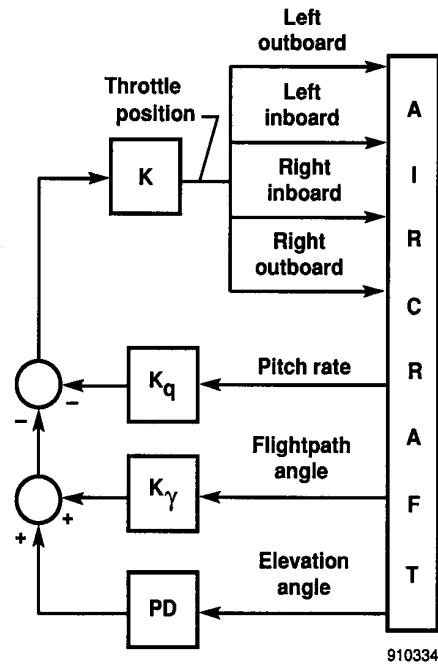 Left
outboard
Throttle
position
Left
inboard
K
Right
inboard
Right
outboard
A
I
R
C
R
A
F
T
Kq
Pitch rate
−
−
Kγ
Flightpath
angle
+
+
PD
Elevation
angle
910334